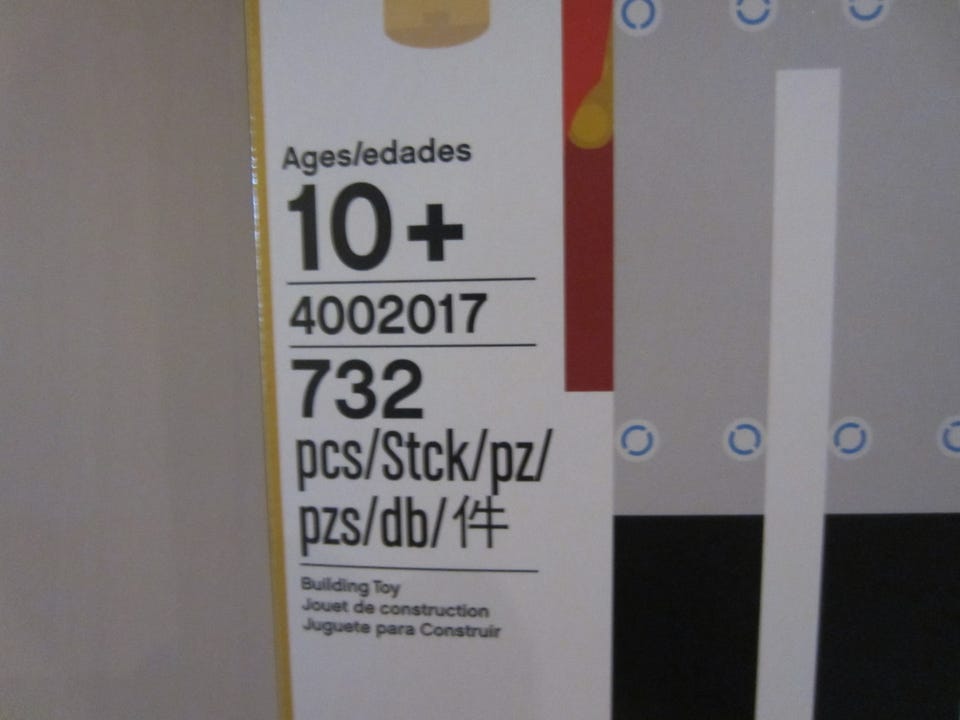 Ages/edades
10+
4002017
732
pcs/Stck/pz/
pzs/db/件
Building Toy
Jouet de construction
Juguete para Construir